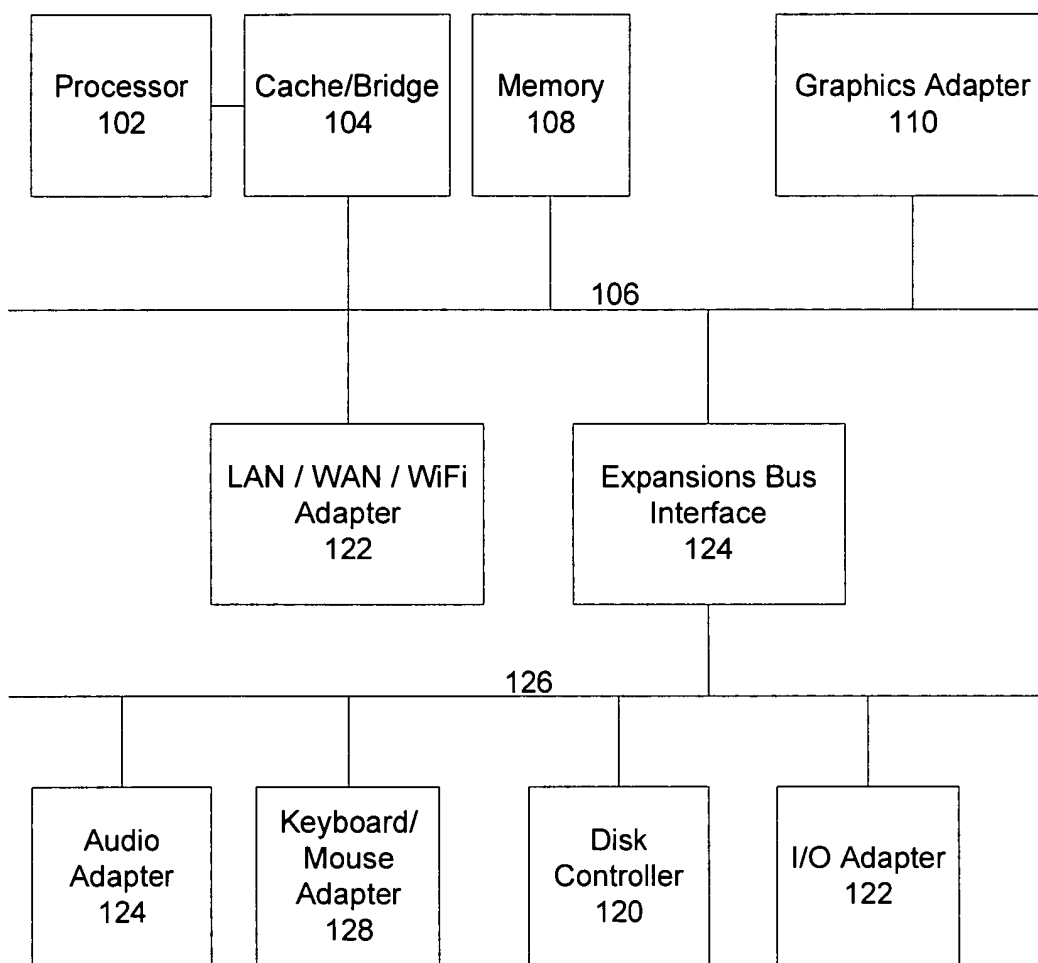 Processor
102
Cache/Bridge
104
Memory
108
Graphics Adapter
110
106
LAN / WAN / WiFi
Adapter
122
Expansions Bus
Interface
124
126
Audio
Adapter
124
Keyboard/
Mouse
Adapter
128
Disk
Controller
120
I/O Adapter
122